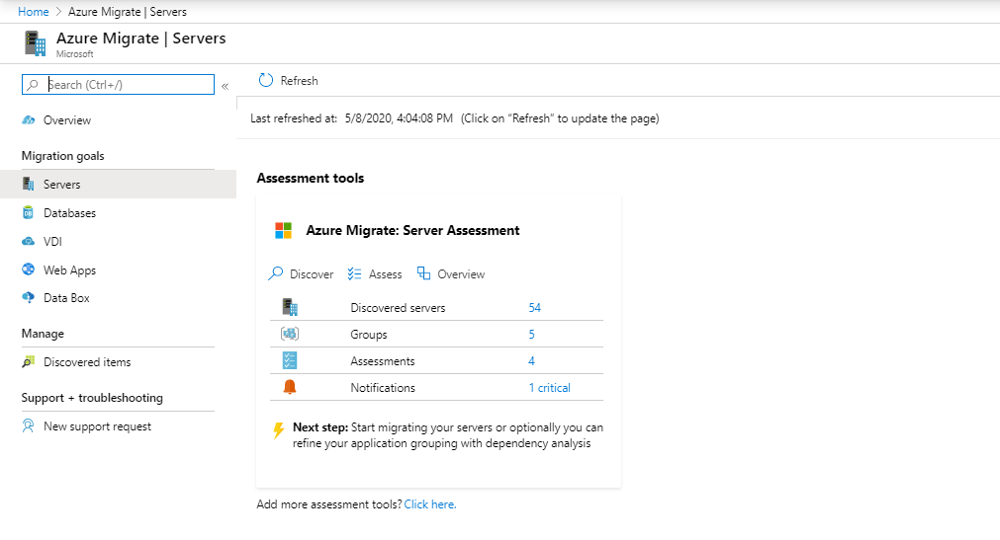 Home > Azure Migrate | Servers
Azure Migrate | Servers
Microsoft
Search (Ctrl+/)
«
Overview
Migration goals
Servers
Databases
VDI
Web Apps
Data Box
Manage
Discovered items
Support + troubleshooting
New support request
Refresh
Last refreshed at: 5/8/2020, 4:04:08 PM (Click on “Refresh” to update the page)
Assessment tools
Azure Migrate: Server Assessment
Discover Assess Overview
Discovered servers 54
Groups 5
Assessments 4
Notifications 1 critical
Next step: Start migrating your servers or optionally you can
refine your application grouping with dependency analysis
Add more assessment tools? Click here.